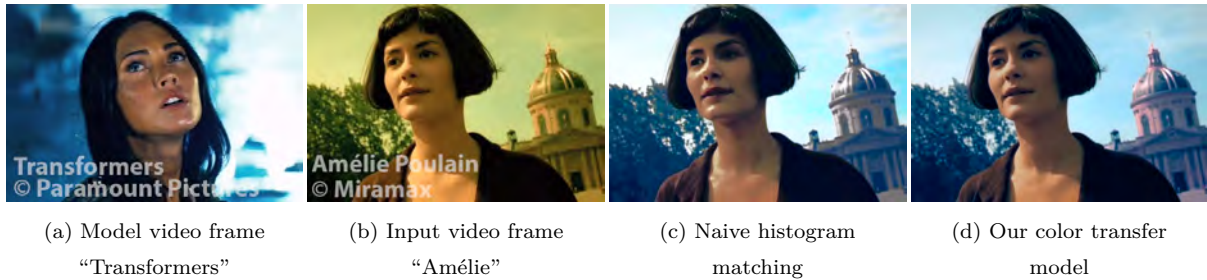 Transformers
© Paramount Pictures
Amélie Poulain
© Miramax
(a) Model video frame
“Transformers”
(b) Input video frame
“Amélie”
(c) Naive histogram
matching
(d) Our color transfer
model